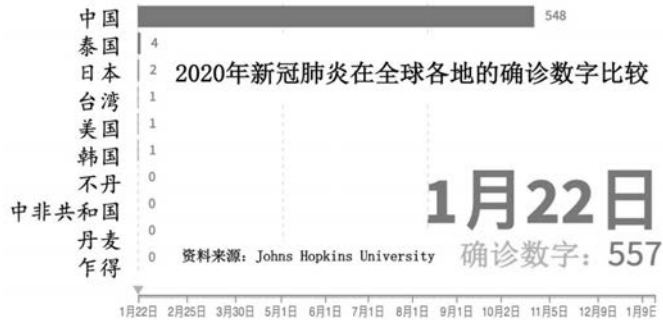 中国 548
泰国 4
日本 2
2020年新冠肺炎在全球各地的确诊数字比较
台湾 1
美国 1
韩国 1
不丹 0
中非共和国 0
丹麦 0
乍得 0
1月22日
资料来源：Johns Hopkins University
确诊数字：557
1月22日 2月25日 3月30日 5月1日 6月1日 7月1日 8月1日 9月1日 10月2日 11月5日 12月9日 1月9日